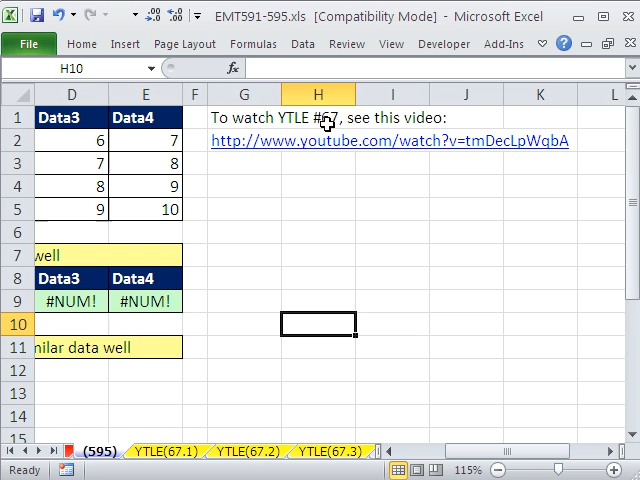 EMT591-595.xls [Compatibility Mode] - Microsoft Excel
File Home Insert Page Layout Formulas Data Review View Developer Add-Ins
H10 fx
D E F G H I J K L
1 Data3 Data4 To watch YTLE #67, see this video:
2 6 7 http://www.youtube.com/watch?v=tmDecLpWqbA
3 7 8
4 8 9
5 9 10
6
7 well
8 Data3 Data4
9 #NUM! #NUM!
10
11 milar data well
12
13
14
15
(595) YTLE(67.1) YTLE(67.2) YTLE(67.3)
Ready 115%